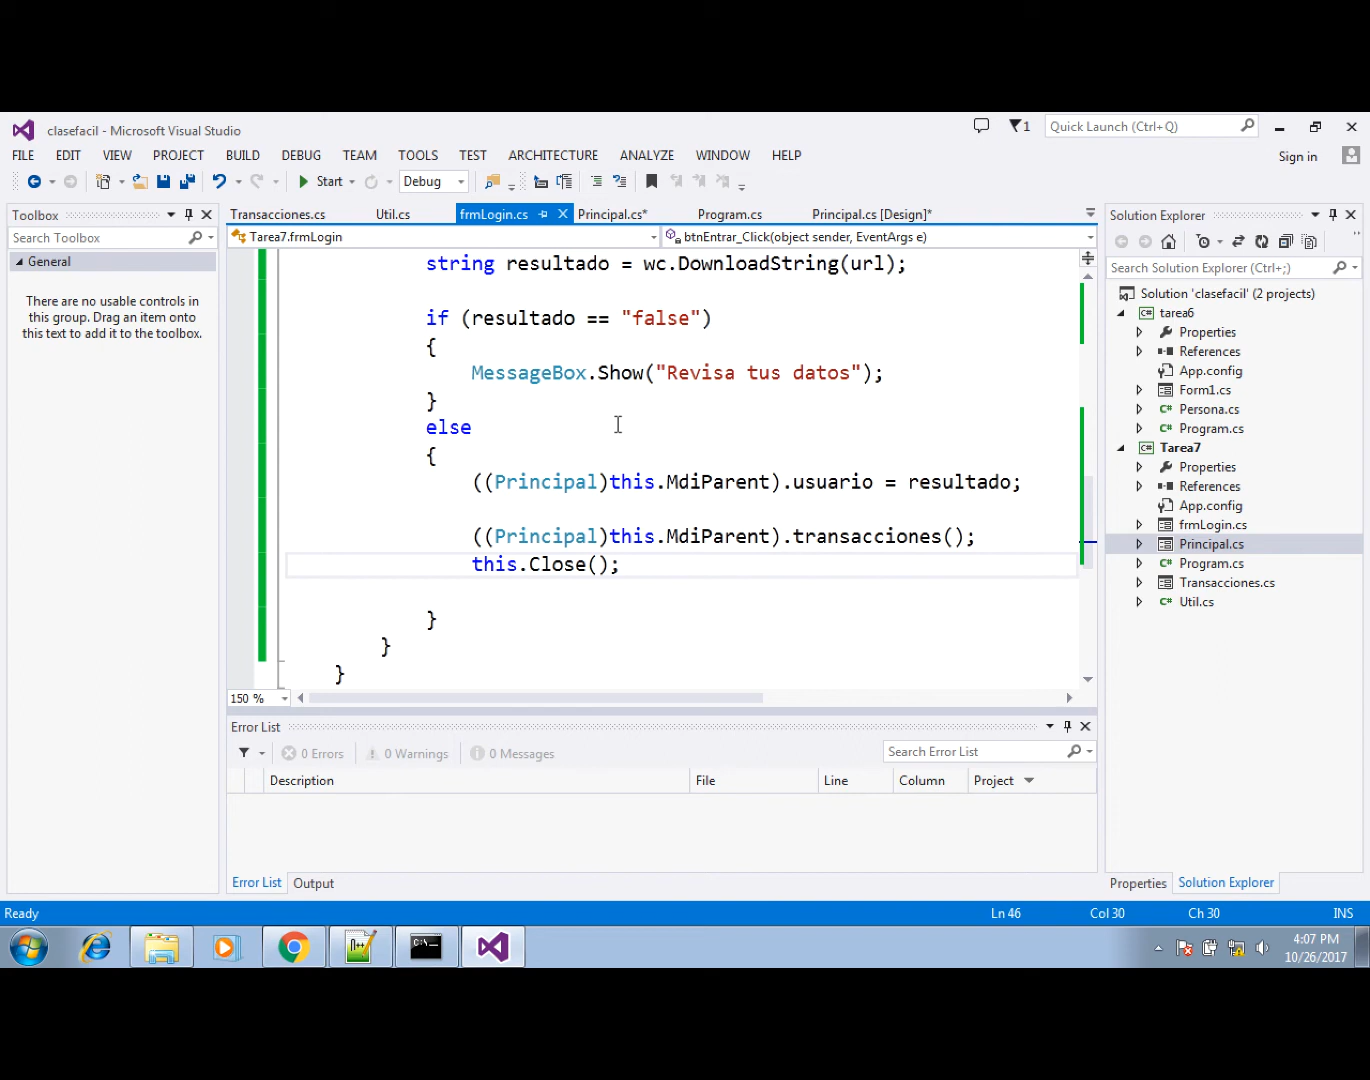 clasefacil - Microsoft Visual Studio
1
Quick Launch (Ctrl+Q)
FILE EDIT VIEW PROJECT BUILD DEBUG TEAM TOOLS TEST ARCHITECTURE ANALYZE WINDOW HELP
Sign in
Start Debug
Toolbox
Search Toolbox
General
There are no usable controls in
this group. Drag an item onto
this text to add it to the toolbox.
Transacciones.cs Util.cs frmLogin.cs Principal.cs* Program.cs Principal.cs [Design]*
Tarea7.frmLogin btnEntrar_Click(object sender, EventArgs e)
string resultado = wc.DownloadString(url);
if (resultado == "false")
{
MessageBox.Show("Revisa tus datos");
}
else
{
((Principal)this.MdiParent).usuario = resultado;
((Principal)this.MdiParent).transacciones();
this.Close();
}
}
}
150 %
Error List
0 Errors 0 Warnings 0 Messages Search Error List
Description File Line Column Project
Error List Output
Solution Explorer
Search Solution Explorer (Ctrl+;)
Solution 'clasefacil' (2 projects)
tarea6
Properties
References
App.config
Form1.cs
Persona.cs
Program.cs
Tarea7
Properties
References
App.config
frmLogin.cs
Principal.cs
Program.cs
Transacciones.cs
Util.cs
Properties Solution Explorer
Ready Ln 46 Col 30 Ch 30 INS
4:07 PM
10/26/2017